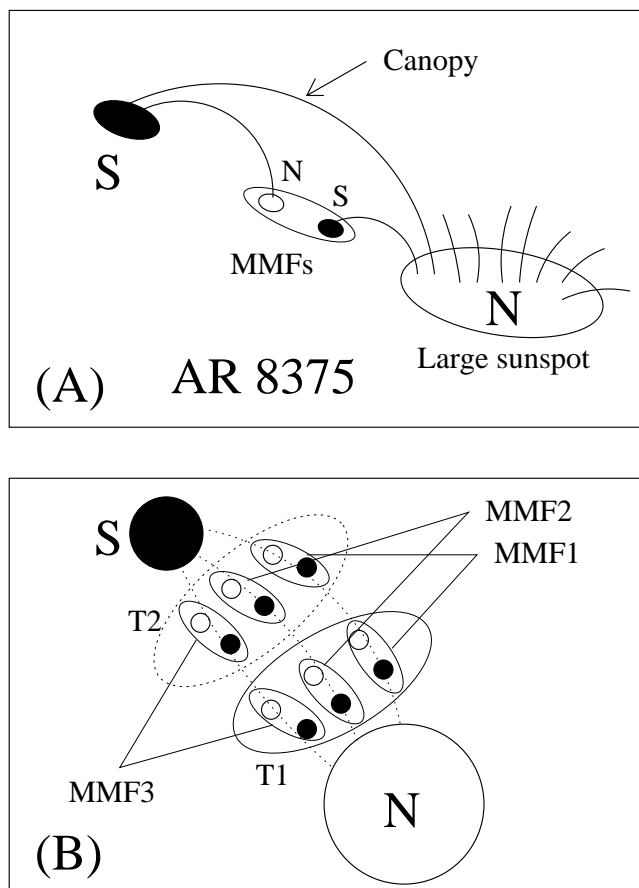 Canopy
S
N
S
MMFs
N
Large sunspot
(A) AR 8375
MMF2
S
MMF1
T2
T1
MMF3
N
(B)